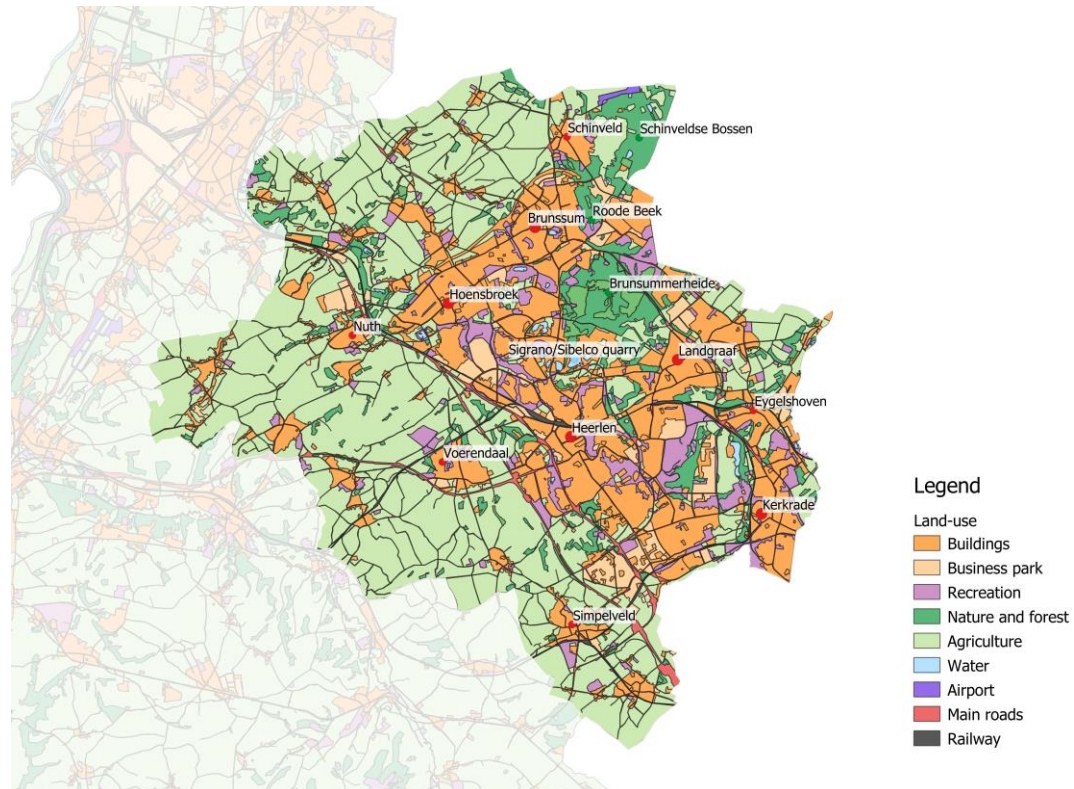 Schinveld
Schinveldse Bossen
Roode Beek
Brunssum
Brunsummerheide
Hoensbroek
Nuth
Sigrano/Sibelco quarry
Landgraaf
Eygelshoven
Heerlen
Voerendaal
Kerkrade
Simpelveld
Legend
Land-use
Buildings
Business park
Recreation
Nature and forest
Agriculture
Water
Airport
Main roads
Railway